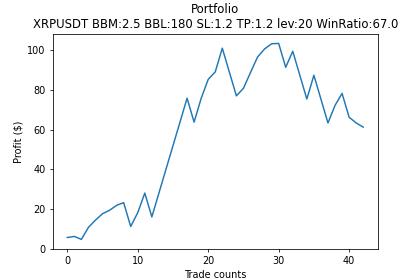 Portfolio
XRPUSDT BBM:2.5 BBL:180 SL:1.2 TP:1.2 lev:20 WinRatio:67.0
100
80
60
40
20
0
Profit ($)
0 10 20 30 40
Trade counts